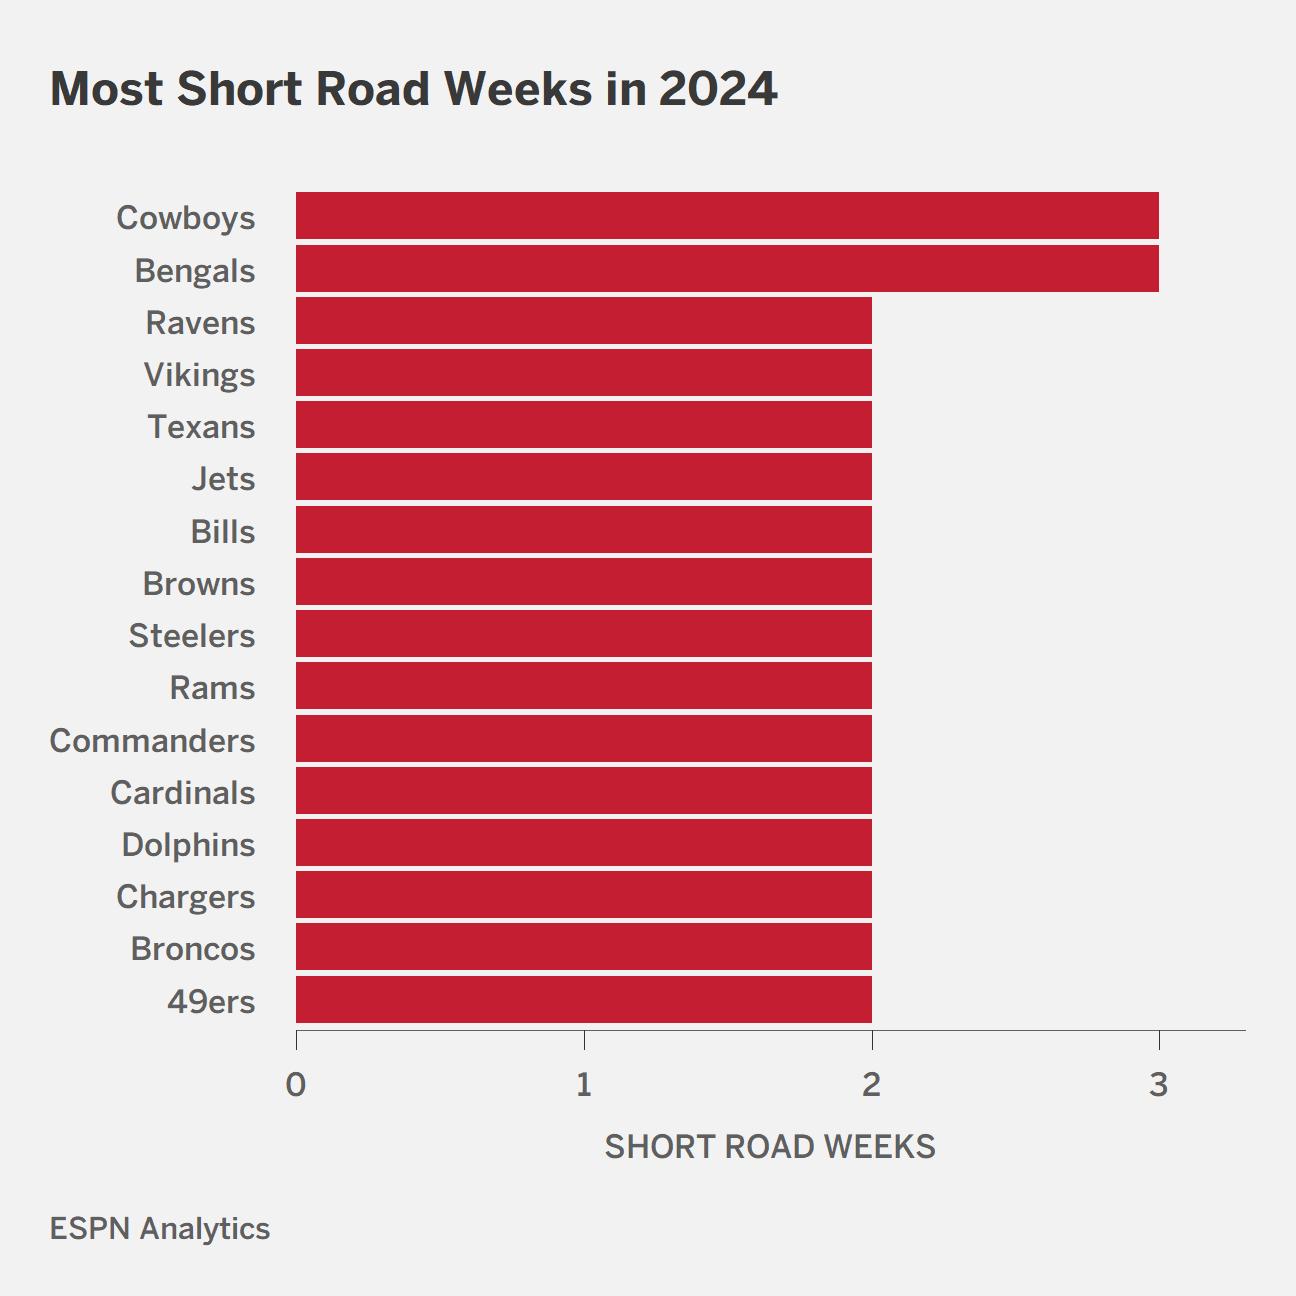 Most Short Road Weeks in 2024
Cowboys
Bengals
Ravens
Vikings
Texans
Jets
Bills
Browns
Steelers
Rams
Commanders
Cardinals
Dolphins
Chargers
Broncos
49ers
0 1 2 3
SHORT ROAD WEEKS
ESPN Analytics